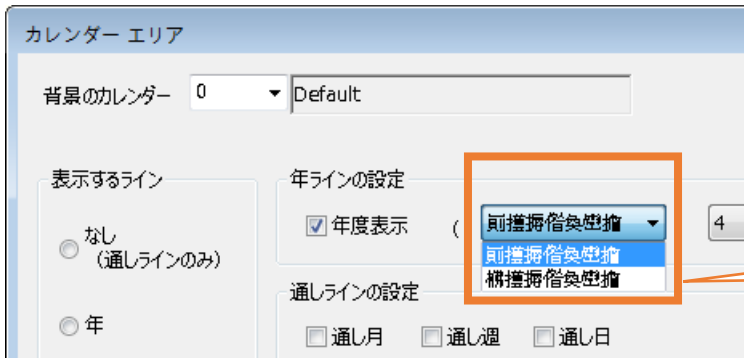 カレンダー エリア
背景のカレンダー 0 Default
表示するライン
なし
(通しラインのみ)
年
年ラインの設定
年度表示 ( 4
通しラインの設定
通し月 通し週 通し日